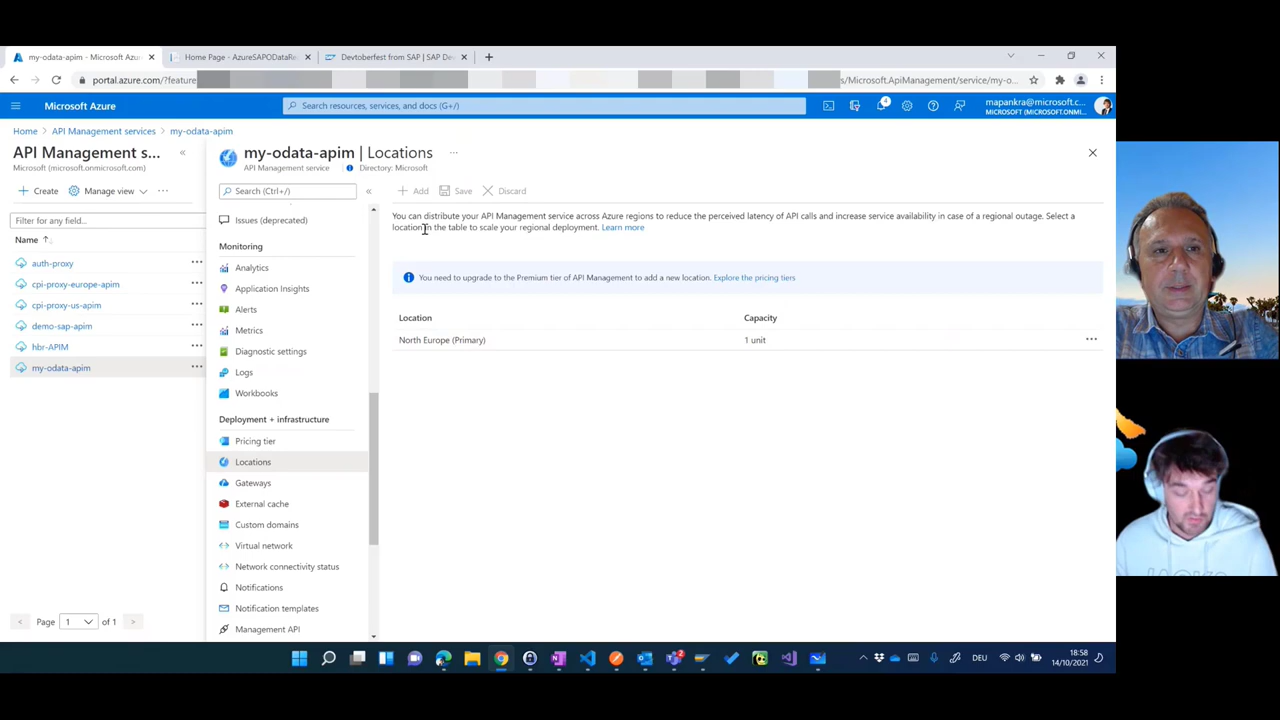 my-odata-apim - Microsoft Azu
Home Page - AzureSAPODataRe
Devtoberfest from SAP | SAP Dev
portal.azure.com/?feature
s/Microsoft.ApiManagement/service/my-o...
Microsoft Azure
Search resources, services, and docs (G+/)
4
mapankra@microsoft.c...
MICROSOFT (MICROSOFT.ONMI...
Home > API Management services > my-odata-apim
API Management s...
Microsoft (microsoft.onmicrosoft.com)
Create
Manage view
Filter for any field...
Name
auth-proxy
cpi-proxy-europe-apim
cpi-proxy-us-apim
demo-sap-apim
hbr-APIM
my-odata-apim
< Page 1 of 1 >
my-odata-apim | Locations
API Management service
Directory: Microsoft
Search (Ctrl+/)
Issues (deprecated)
Monitoring
Analytics
Application Insights
Alerts
Metrics
Diagnostic settings
Logs
Workbooks
Deployment + infrastructure
Pricing tier
Locations
Gateways
External cache
Custom domains
Virtual network
Network connectivity status
Notifications
Notification templates
Management API
+ Add
Save
Discard
You can distribute your API Management service across Azure regions to reduce the perceived latency of API calls and increase service availability in case of a regional outage. Select a
location in the table to scale your regional deployment. Learn more
You need to upgrade to the Premium tier of API Management to add a new location. Explore the pricing tiers
Location Capacity
North Europe (Primary) 1 unit
DEU
18:58
14/10/2021